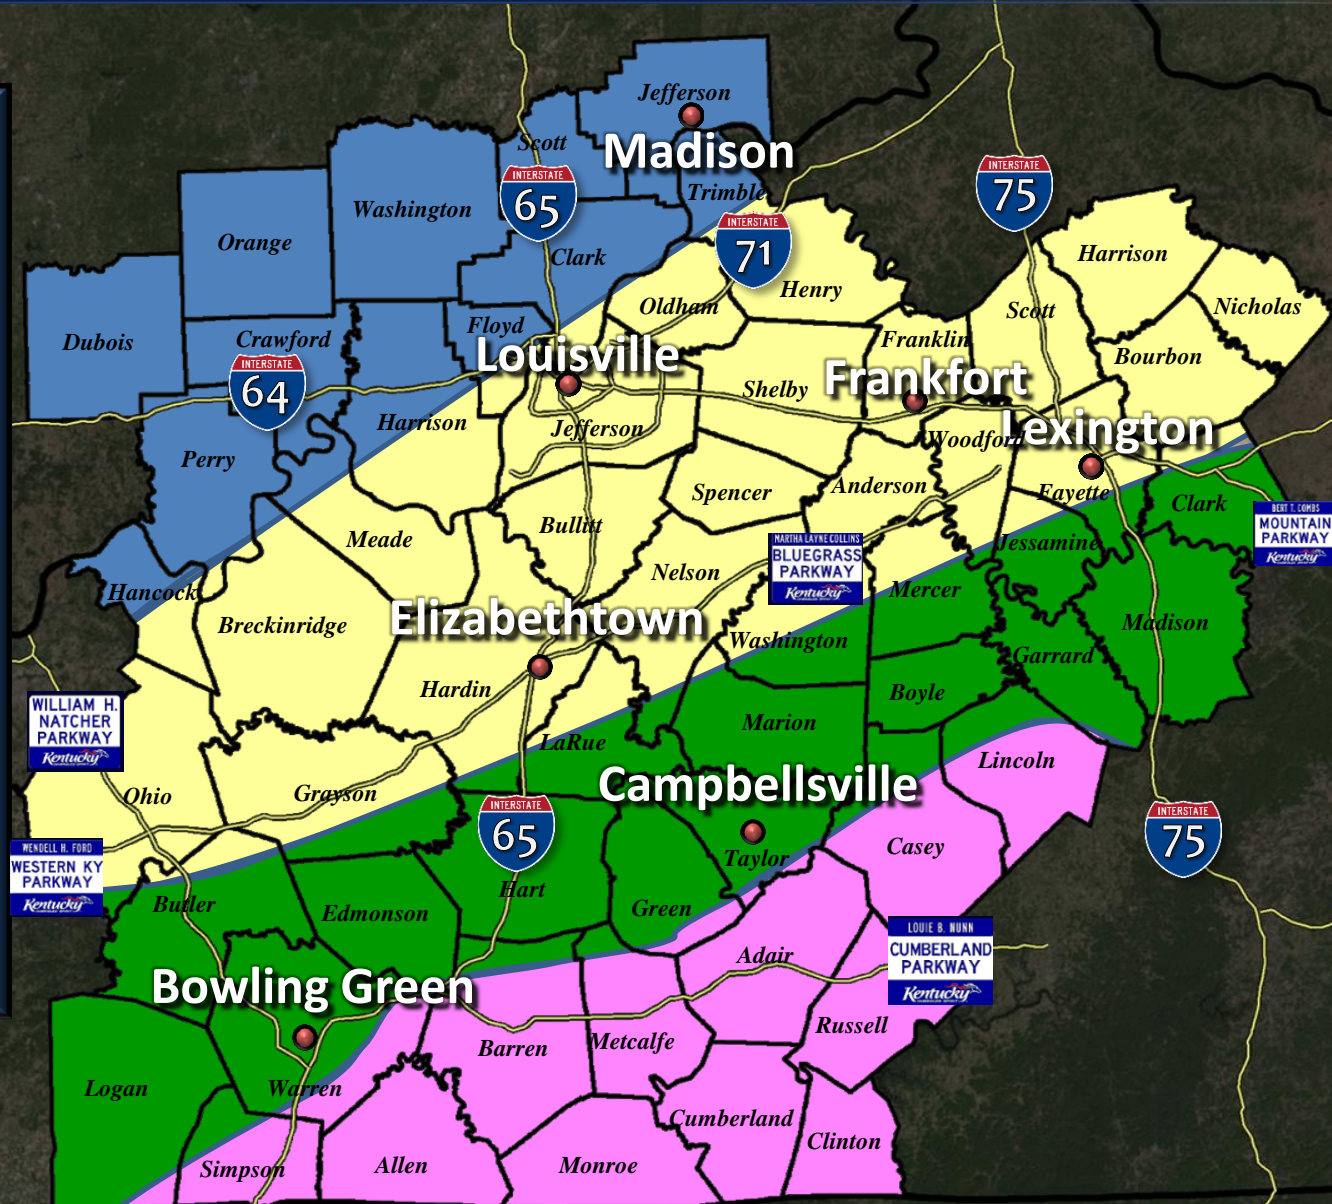 Jefferson
Scott
Madison
INTERSTATE
65
INTERSTATE
75
Trimble
Washington
Orange
INTERSTATE
71
Clark
Harrison
Henry
Oldham
Scott
Nicholas
Floyd
Dubois
Crawford
Franklin
Bourbon
Louisville
INTERSTATE
64
Shelby
Frankfort
Harrison
Jefferson
Woodford
Lexington
Perry
Anderson
Spencer
Fayette
Clark
BERT T. COMBS
MOUNTAIN
PARKWAY
Kentucky
Bullitt
Meade
Jessamine
MARTHA LAYNE COLLINS
BLUEGRASS
PARKWAY
Kentucky
Nelson
Hancock
Mercer
Breckinridge
Elizabethtown
Madison
Washington
Garrard
Hardin
Boyle
WILLIAM H.
NATCHER
PARKWAY
Kentucky
Marion
LaRue
Lincoln
Campbellsville
Ohio
Grayson
INTERSTATE
65
INTERSTATE
75
WENDELL H. FORD
WESTERN KY
PARKWAY
Kentucky
Taylor
Casey
Hart
Butler
Edmonson
Green
LOUIE B. NUNN
CUMBERLAND
PARKWAY
Kentucky
Adair
Bowling Green
Russell
Barren
Metcalfe
Logan
Warren
Cumberland
Clinton
Simpson
Allen
Monroe